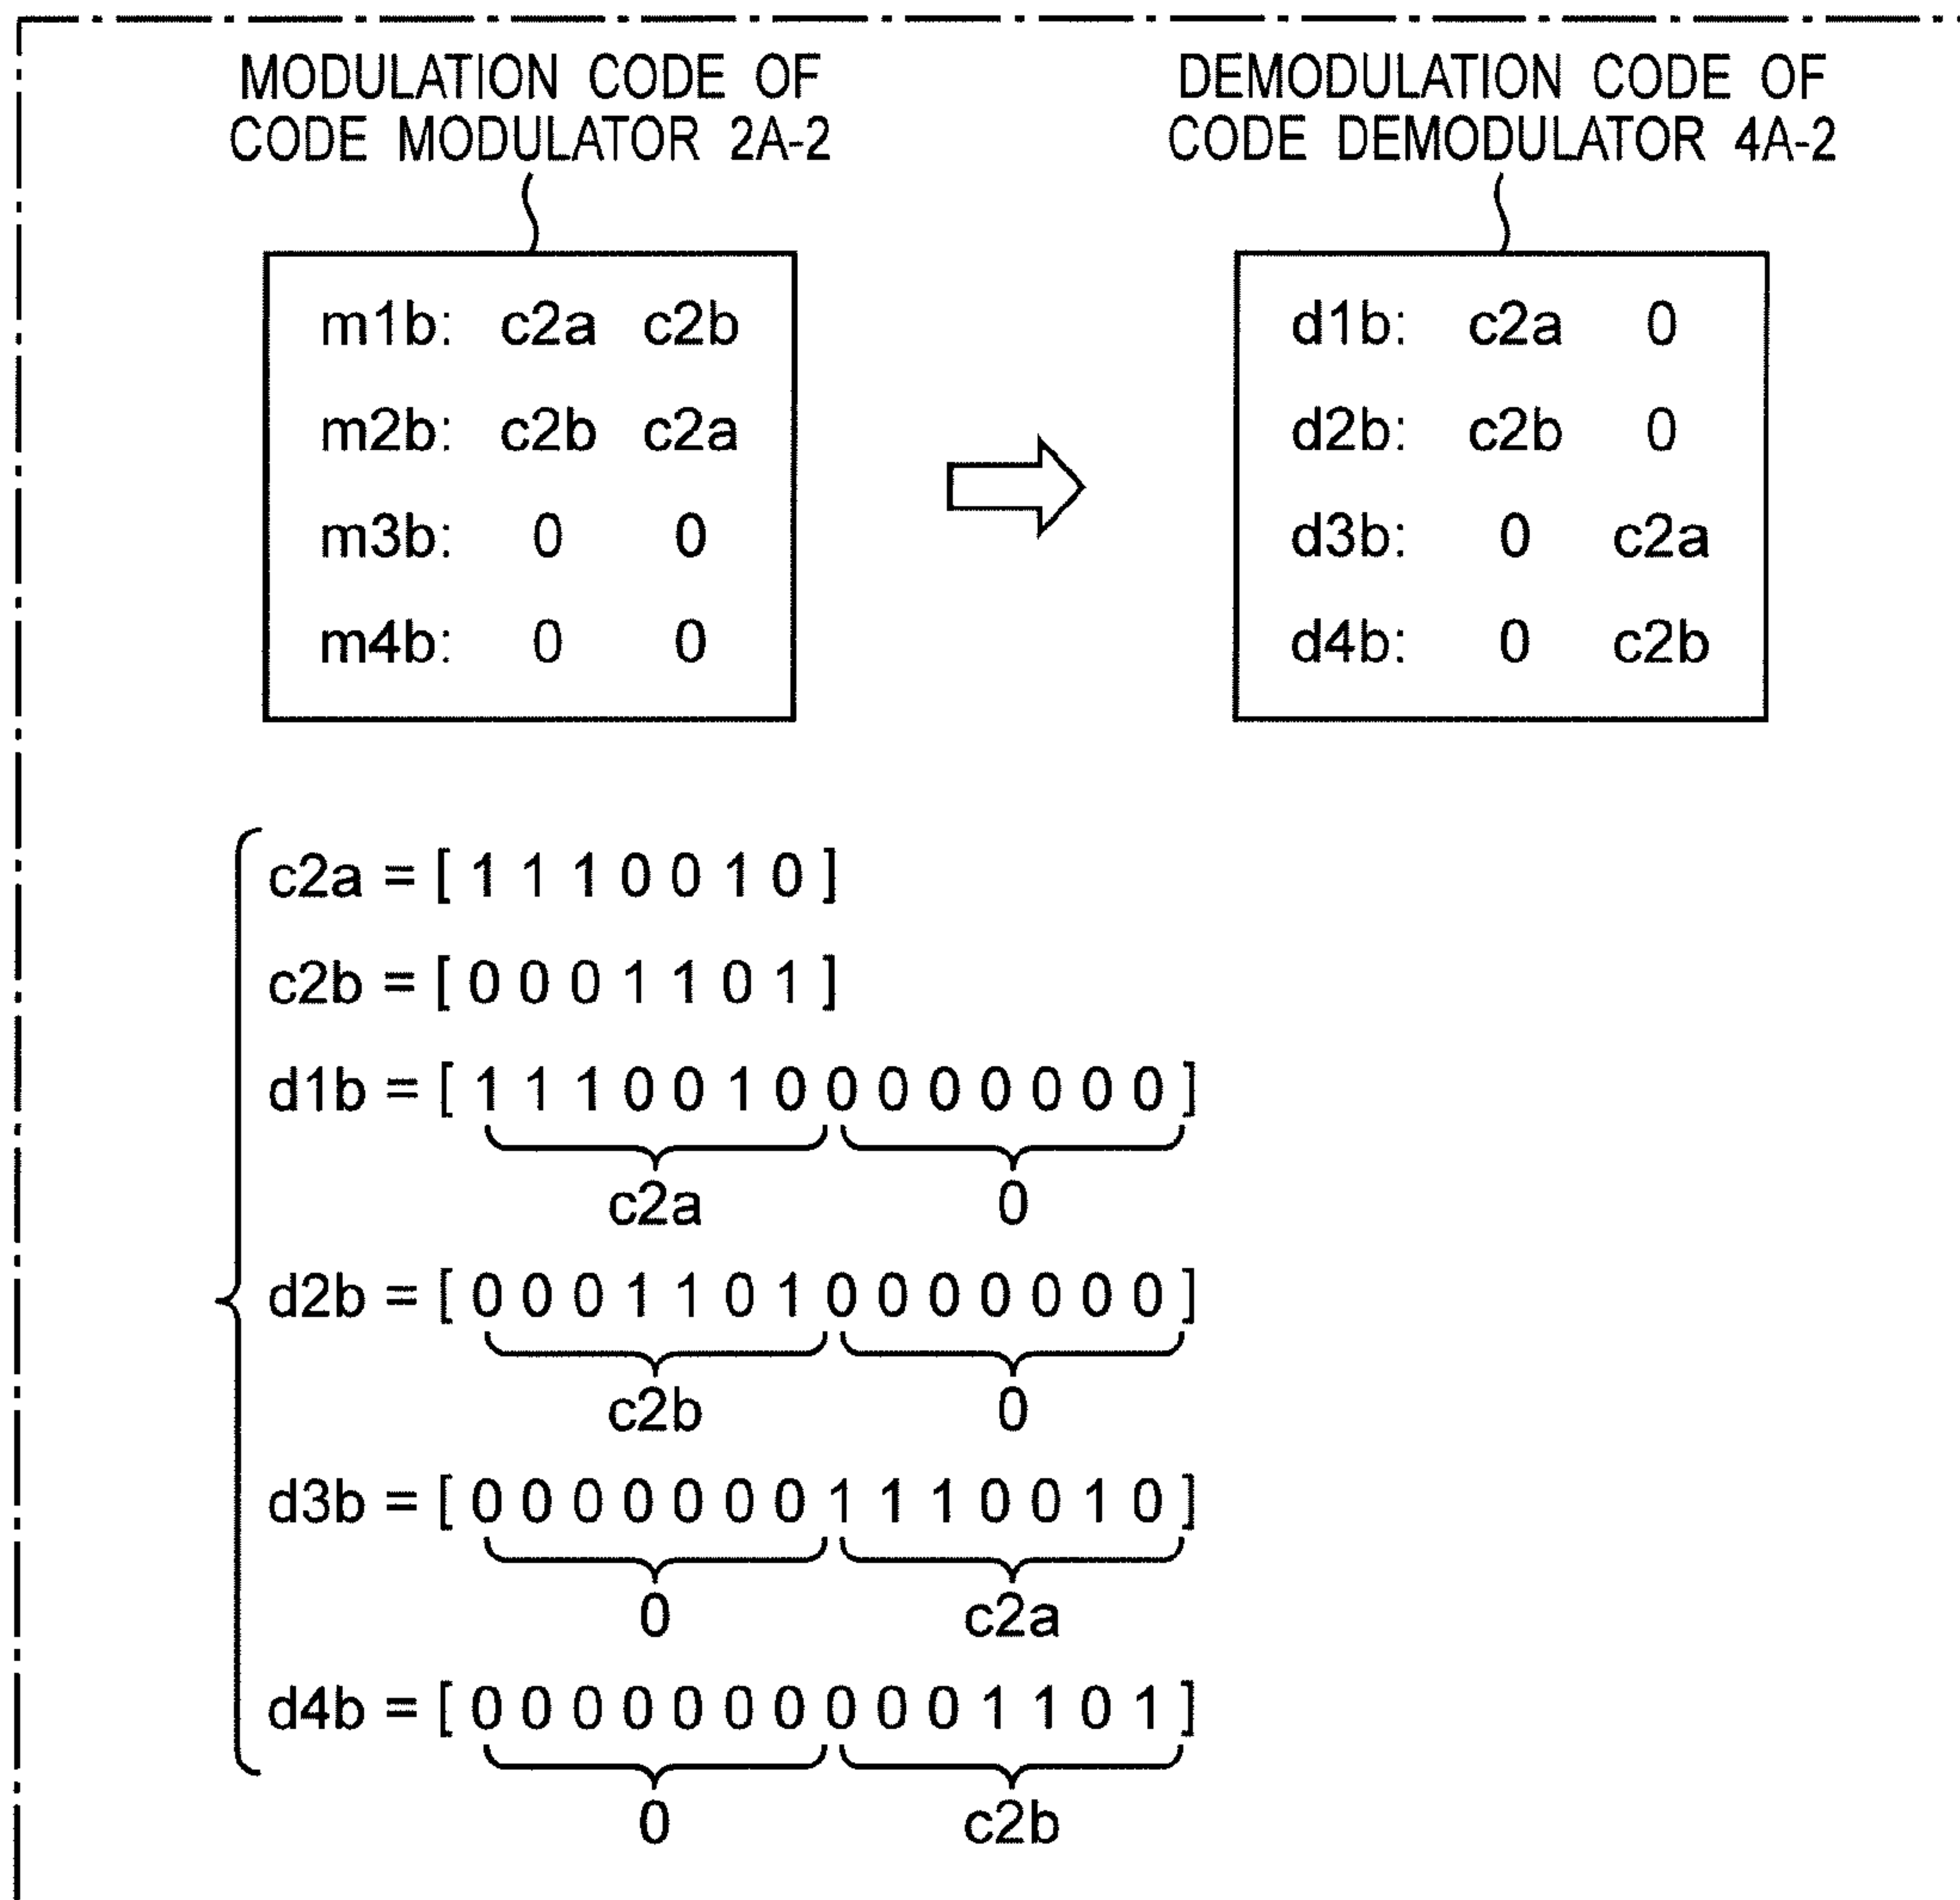 MODULATION CODE OF
CODE MODULATOR 2A-2
m1b: c2a c2b
m2b: c2b c2a
m3b: 0 0
m4b: 0 0
DEMODULATION CODE OF
CODE DEMODULATOR 4A-2
d1b: c2a 0
d2b: c2b 0
d3b: 0 c2a
d4b: 0 c2b
c2a = [ 1 1 1 0 0 1 0 ]
c2b = [ 0 0 0 1 1 0 1 ]
d1b = [ 1 1 1 0 0 1 0 0 0 0 0 0 0 0 ]
c2a 0
d2b = [ 0 0 0 1 1 0 1 0 0 0 0 0 0 0 ]
c2b 0
d3b = [ 0 0 0 0 0 0 0 1 1 1 0 0 1 0 ]
0 c2a
d4b = [ 0 0 0 0 0 0 0 0 0 0 1 1 0 1 ]
0 c2b